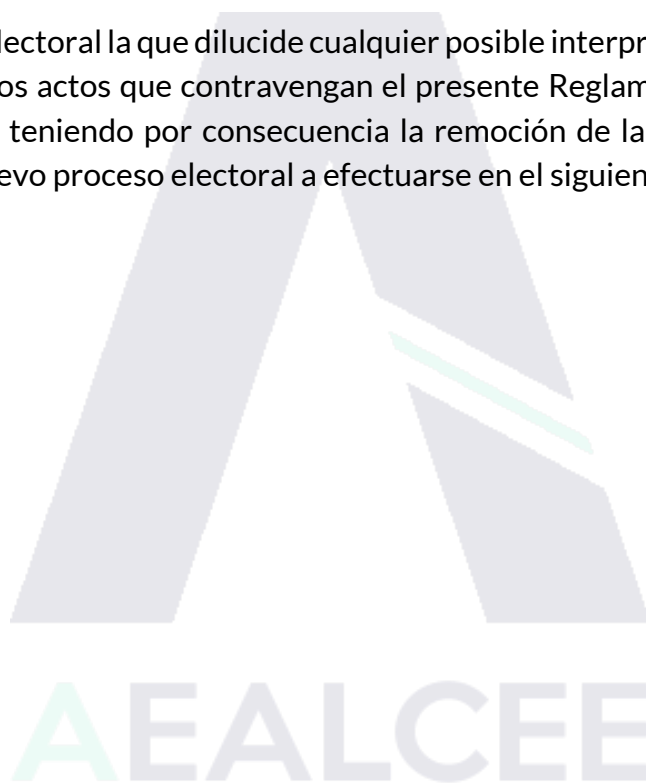 lectoral la que dilucide cualquier posible interpr
os actos que contravengan el presente Reglam
teniendo por consecuencia la remoción de la
evo proceso electoral a efectuarse en el siguien
AEALCEE